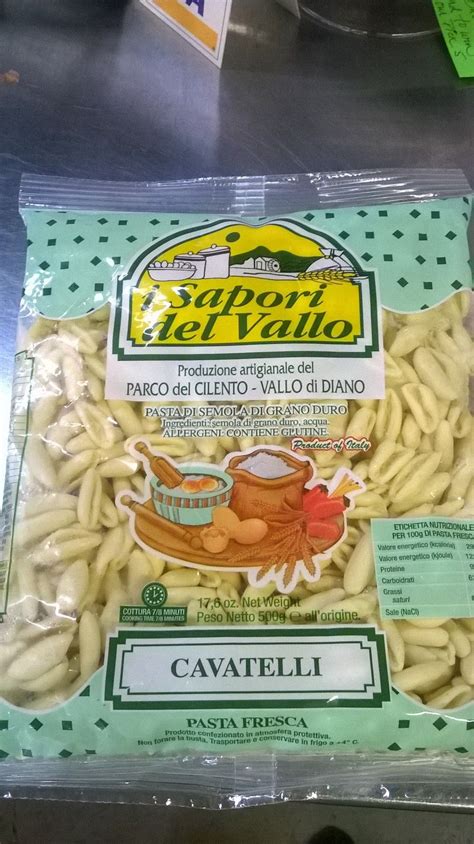 i Sapori
del Vallo
Produzione artigianale del
PARCO del CILENTO - VALLO di DIANO
PASTA DI SEMOLA DI GRANO DURO
Ingredienti: semola di grano duro, acqua.
ALLERGENI: CONTIENE GLUTINE.
Product of Italy
ETICHETTA NUTRIZIONALE
PER 100g DI PASTA FRESCA
Valore energetico (kcaloria)
Valore energetico (kjoule)
Proteine
Carboidrati
Grassi
saturi
Sale (NaCl)
COTTURA 7/8 MINUTI
COOKING TIME 7/8 MINUTES
17,6 oz. Net Weight
Peso Netto 500g e all'origine.
CAVATELLI
PASTA FRESCA
Prodotto confezionato in atmosfera protettiva.
Non forare la busta. Trasportare e conservare in frigo a +4° C.